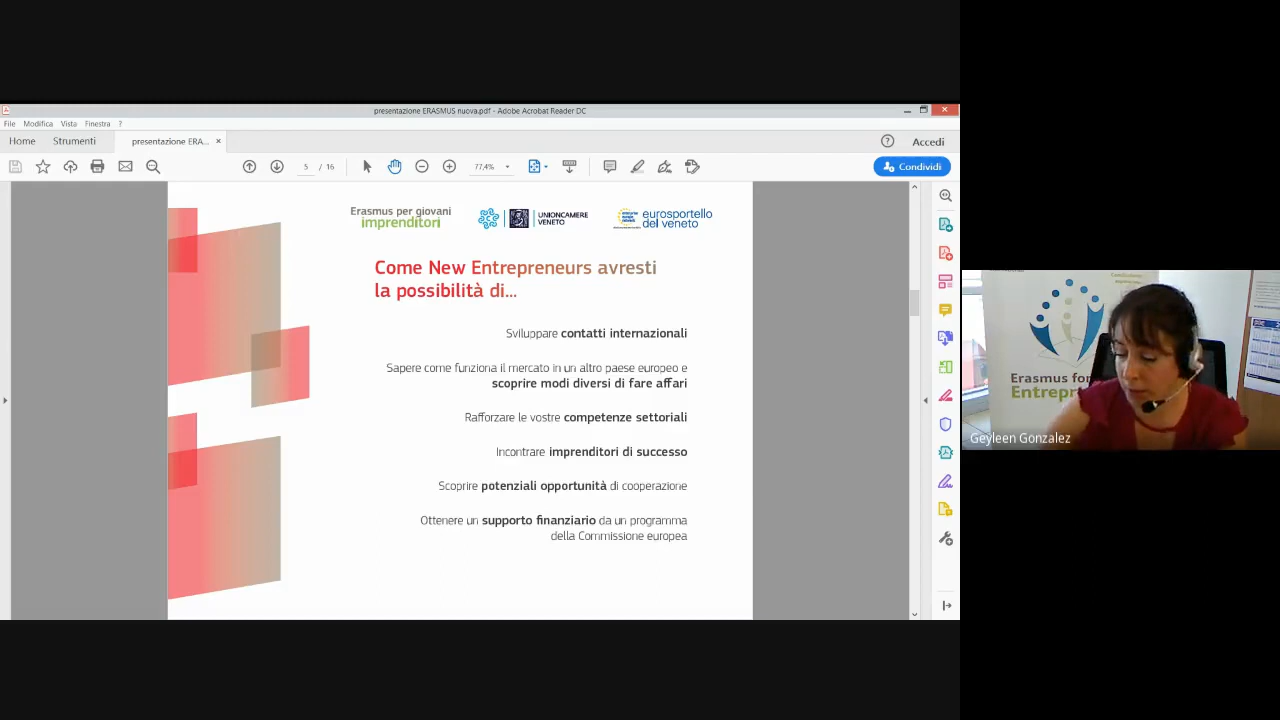 presentazione ERASMUS nuova.pdf - Adobe Acrobat Reader DC
File Modifica Vista Finestra ?
Home Strumenti presentazione ERA... × Accedi
5 / 16 77,4% Condividi
Erasmus per giovani
imprenditori
UNIONCAMERE
VENETO
eurosportello
del veneto
Come New Entrepreneurs avresti
la possibilità di...
Sviluppare contatti internazionali
Sapere come funziona il mercato in un altro paese europeo e
scoprire modi diversi di fare affari
Rafforzare le vostre competenze settoriali
Incontrare imprenditori di successo
Scoprire potenziali opportunità di cooperazione
Ottenere un supporto finanziario da un programma
della Commissione europea
Erasmus for
Entrepr
Geyleen Gonzalez